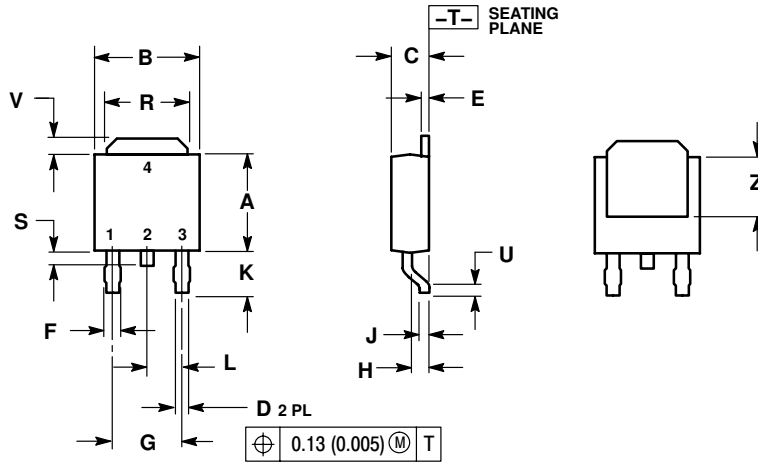 –T–
SEATING
PLANE
C
B
V
R
E
4
Z
A
S
1 2 3
U
K
F
J
L
H
D 2 PL
G
⌖ 0.13 (0.005) Ⓜ T